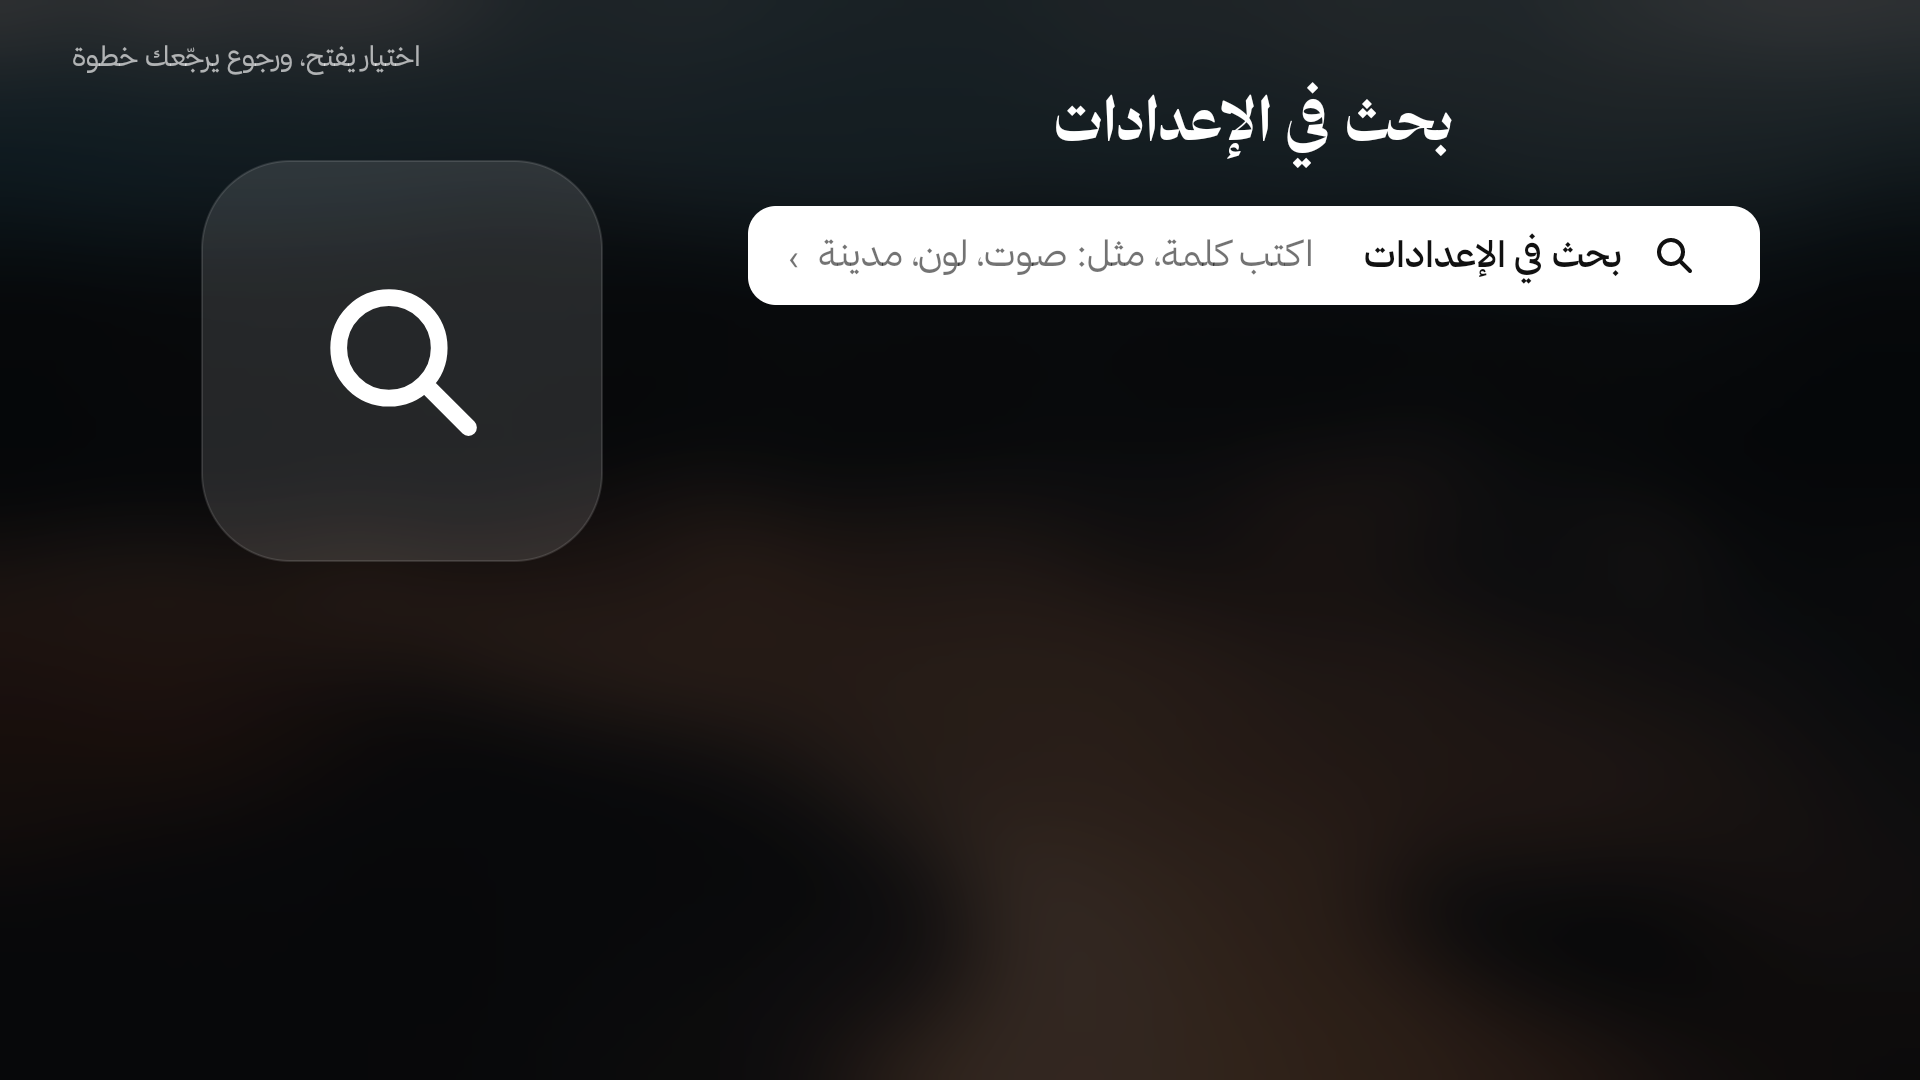 اختيار يفتح، ورجوع يرجّعك خطوة
بحث في الإعدادات
بحث في الإعدادات اكتب كلمة، مثل: صوت، لون، مدينة ‹